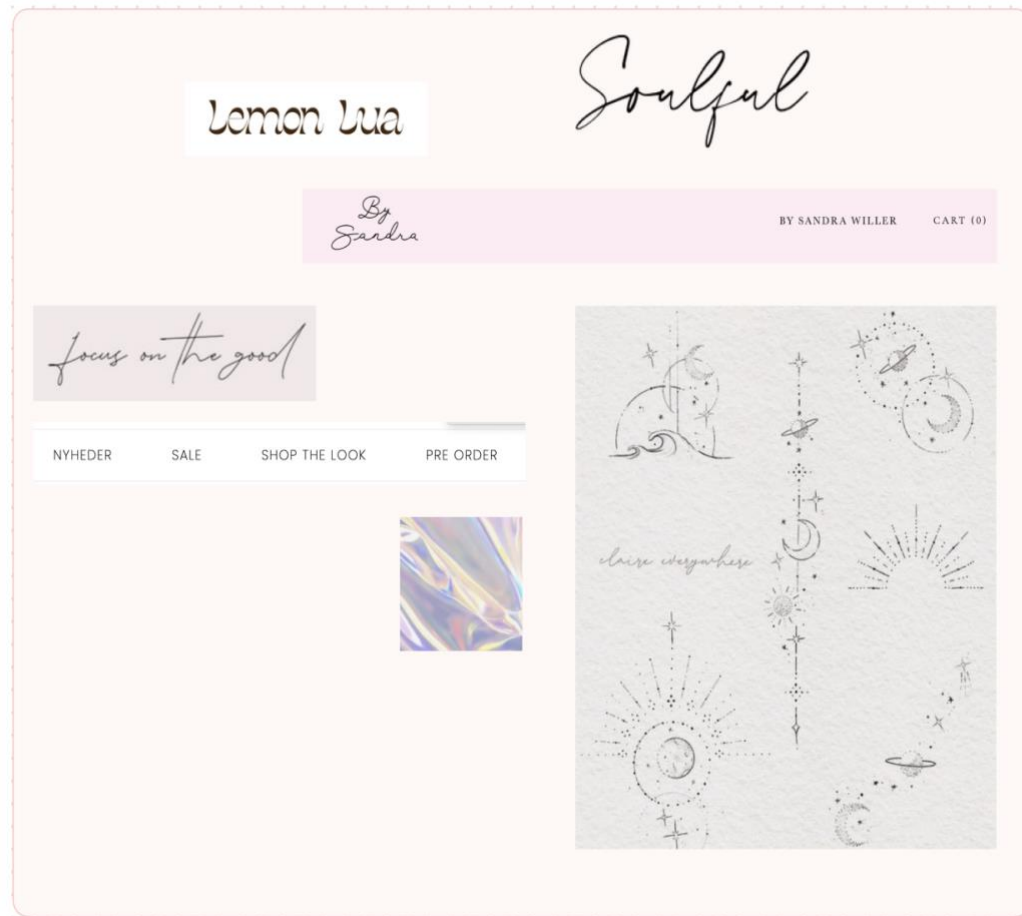 Soulful
Lemon Lua
By
Sandra
BY SANDRA WILLER
CART (0)
focus on the good
NYHEDER
SALE
SHOP THE LOOK
PRE ORDER
claire everywhere